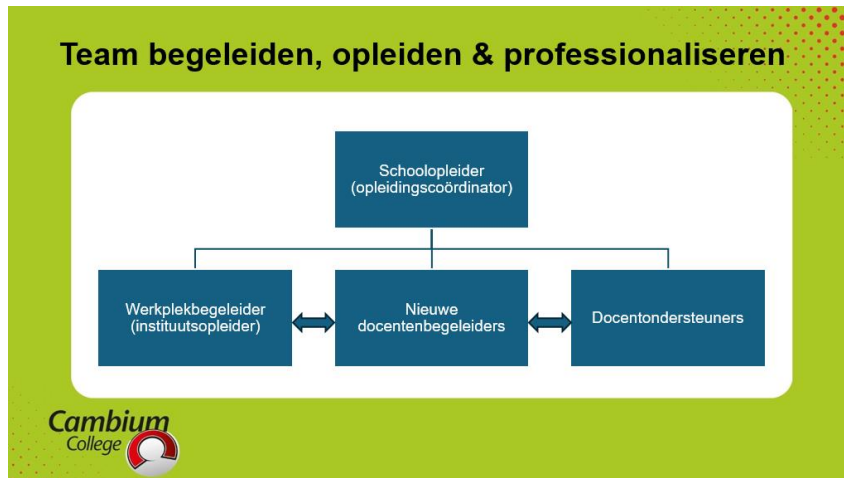 Team begeleiden, opleiden & professionaliseren
Schoolopleider
(opleidingscoördinator)
Werkplekbegeleider
(instituutsopleider)
Nieuwe
docentenbegeleiders
Docentondersteuners
Cambium
College